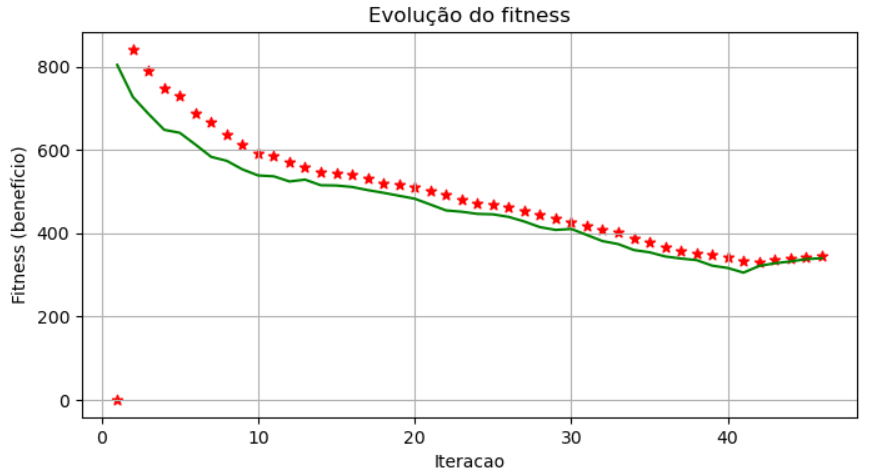 Evolução do fitness
Fitness (benefício)
800
600
400
200
0
0 10 20 30 40
Iteracao